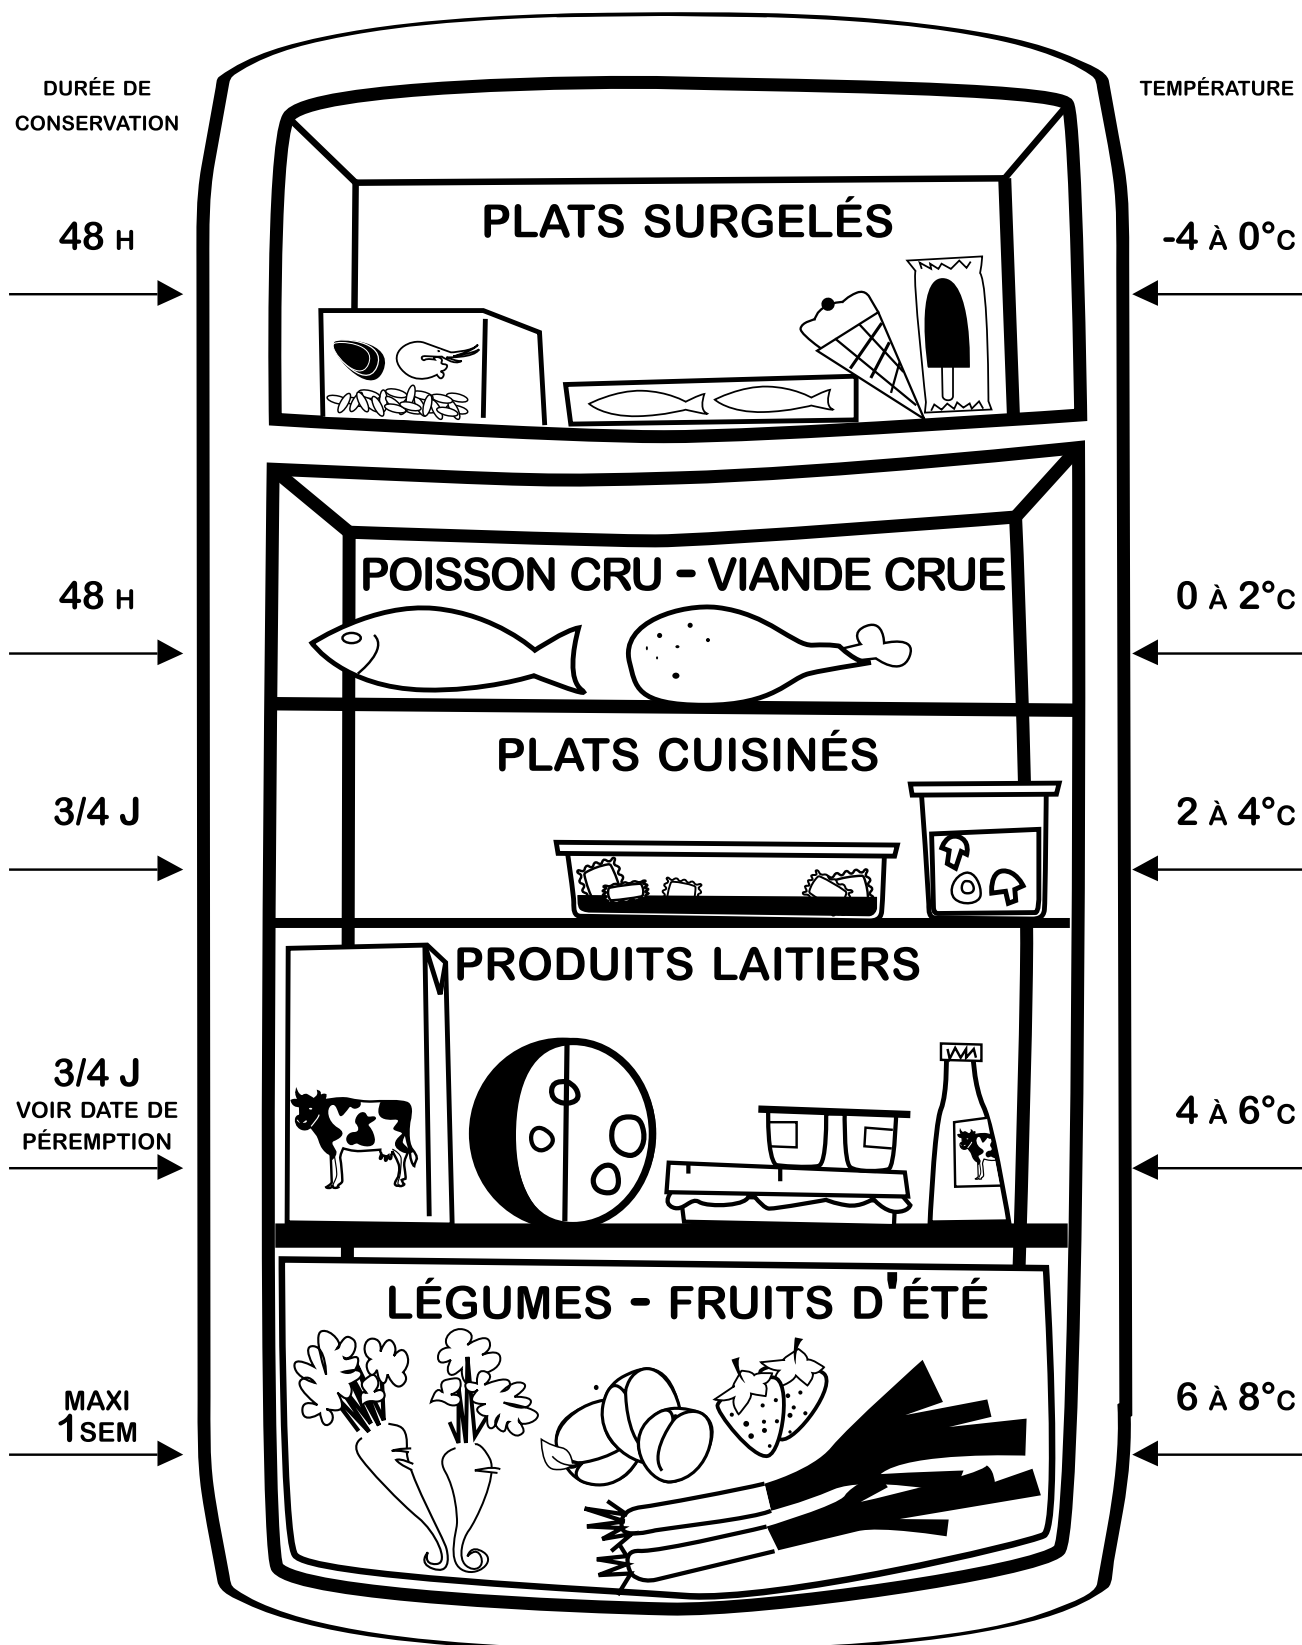 DURÉE DE
CONSERVATION
TEMPÉRATURE
PLATS SURGELÉS
48 H
-4 À 0°C
POISSON CRU - VIANDE CRUE
48 H
0 À 2°C
PLATS CUISINÉS
3/4 J
2 À 4°C
PRODUITS LAITIERS
3/4 J
VOIR DATE DE
PÉREMPTION
4 À 6°C
LÉGUMES - FRUITS D'ÉTÉ
MAXI
1SEM
6 À 8°C